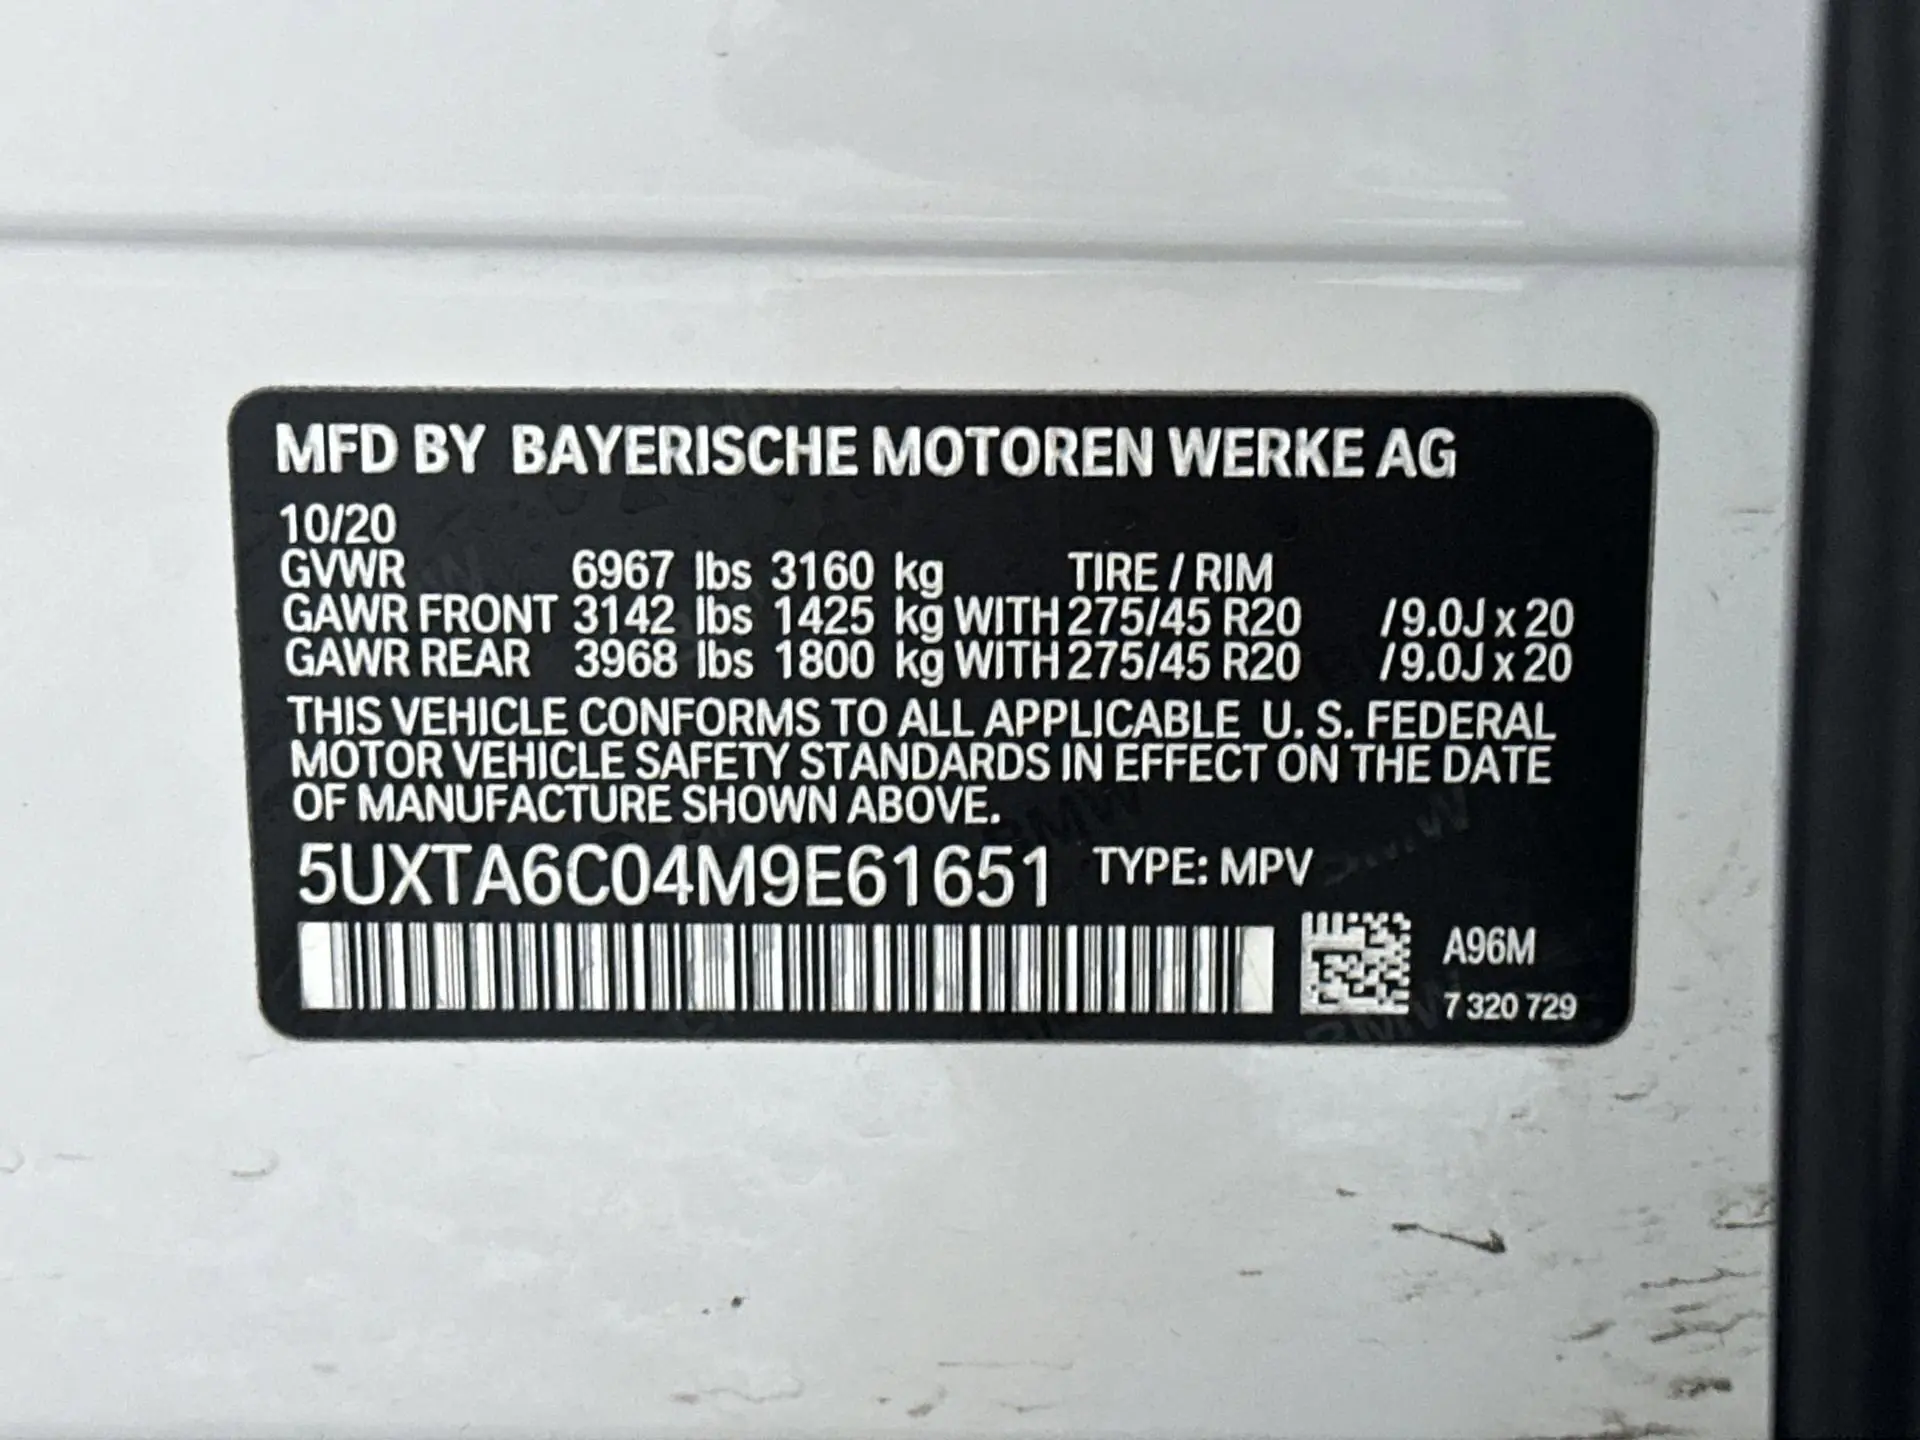 MFD BY BAYERISCHE MOTOREN WERKE AG
10/20
GVWR 6967 lbs 3160 kg TIRE / RIM
GAWR FRONT 3142 lbs 1425 kg WITH 275/45 R20 /9.0J x 20
GAWR REAR 3968 lbs 1800 kg WITH 275/45 R20 /9.0J x 20
THIS VEHICLE CONFORMS TO ALL APPLICABLE U. S. FEDERAL
MOTOR VEHICLE SAFETY STANDARDS IN EFFECT ON THE DATE
OF MANUFACTURE SHOWN ABOVE.
5UXTA6C04M9E61651 TYPE: MPV
A96M
7 320 729